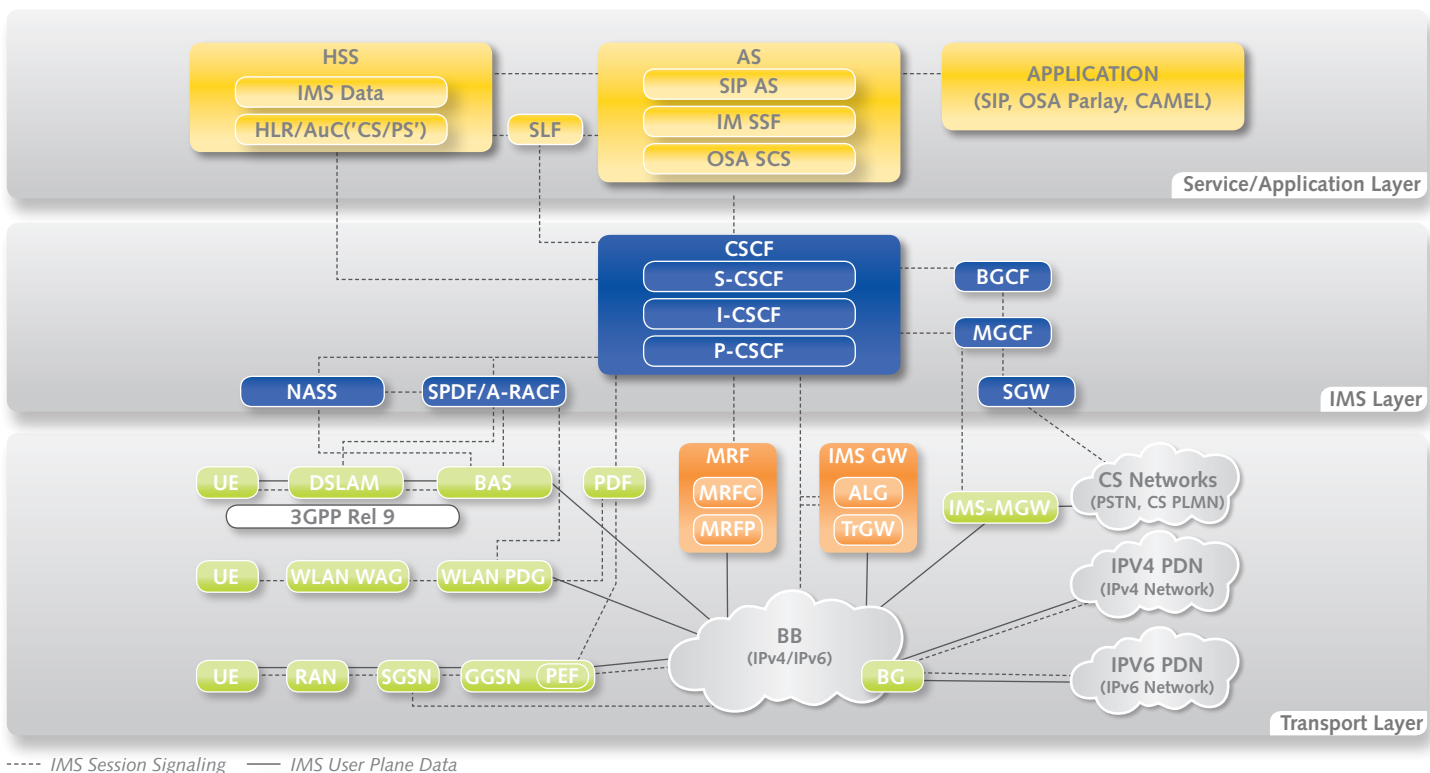 HSS
IMS Data
HLR/AuC('CS/PS')
SLF
AS
SIP AS
IM SSF
OSA SCS
APPLICATION
(SIP, OSA Parlay, CAMEL)
Service/Application Layer
CSCF
S-CSCF
I-CSCF
P-CSCF
BGCF
MGCF
NASS
SPDF/A-RACF
SGW
IMS Layer
UE
DSLAM
BAS
PDF
3GPP Rel 9
MRF
MRFC
MRFP
IMS GW
ALG
TrGW
IMS-MGW
CS Networks
(PSTN, CS PLMN)
UE
WLAN WAG
WLAN PDG
IPV4 PDN
(IPv4 Network)
BB
(IPv4/IPv6)
UE
RAN
SGSN
GGSN
PEF
BG
IPV6 PDN
(IPv6 Network)
Transport Layer
IMS Session Signaling
IMS User Plane Data